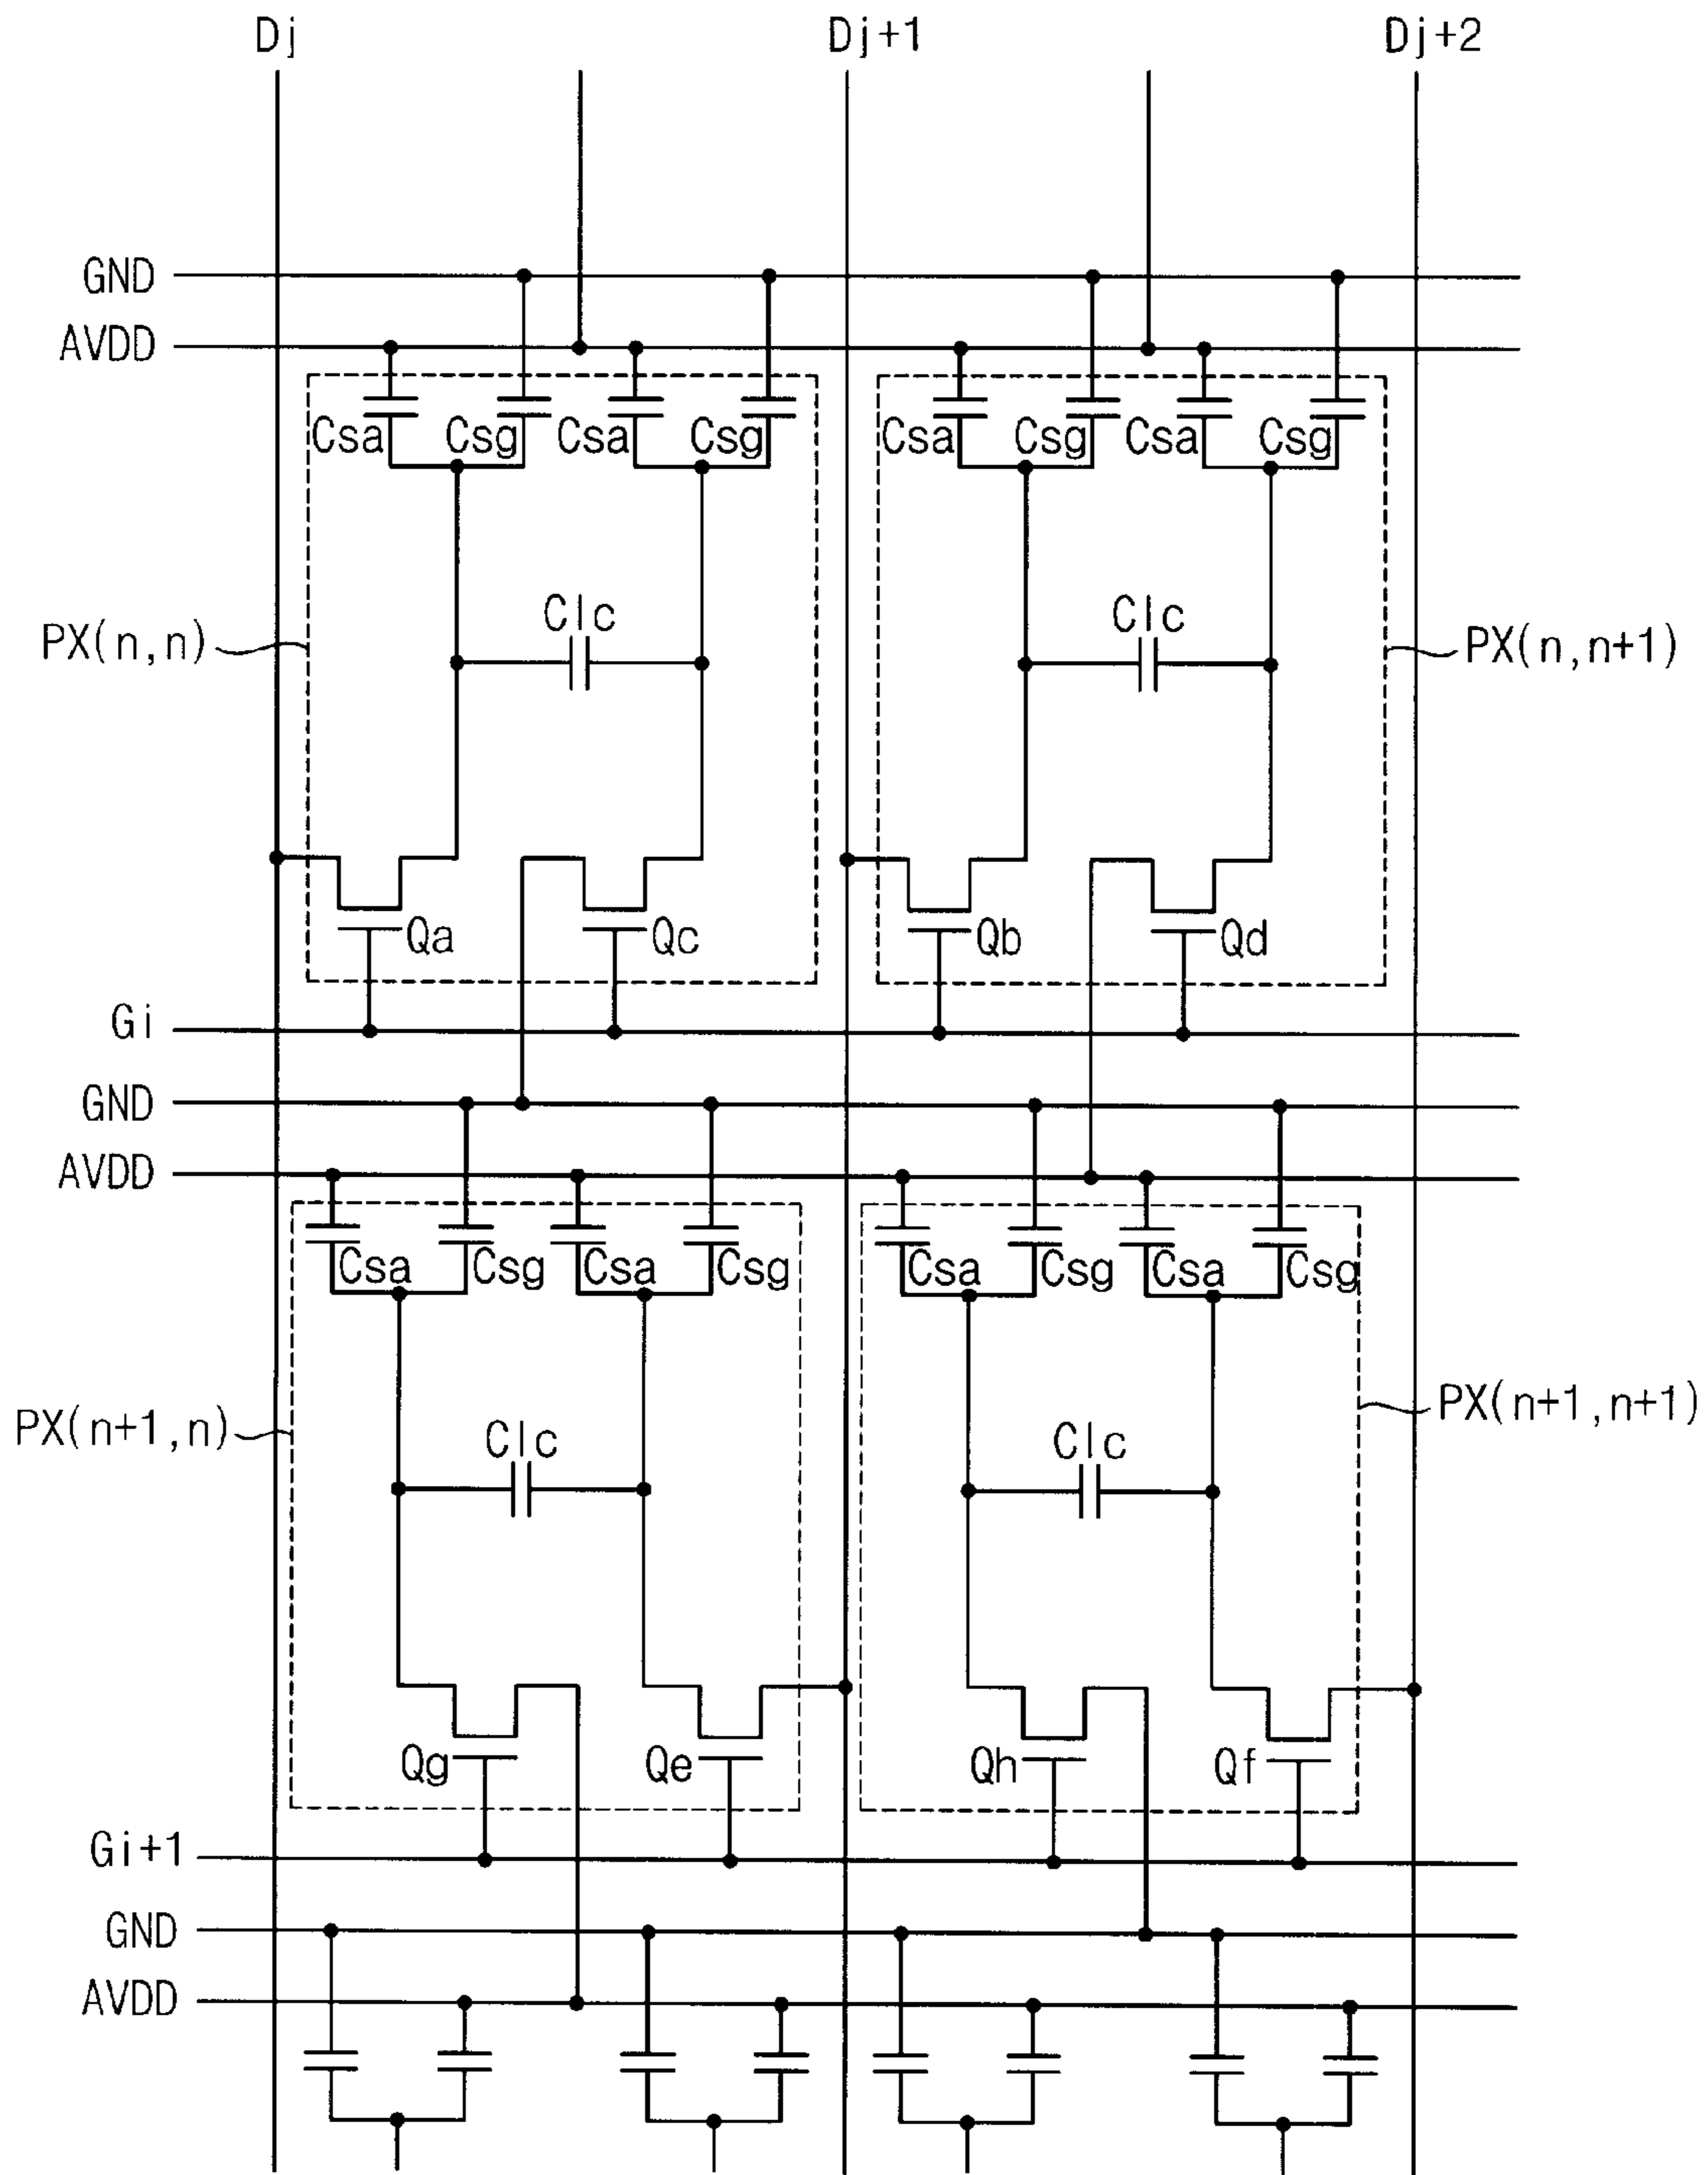 Dj Dj+1 Dj+2
GND
AVDD
Csa Csg Csa Csg Csa Csg Csa Csg
Clc Clc
PX(n,n) PX(n,n+1)
Qa Qc Qb Qd
Gi
GND
AVDD
Csa Csg Csa Csg Csa Csg Csa Csg
PX(n+1,n) Clc Clc PX(n+1,n+1)
Qg Qe Qh Qf
Gi+1
GND
AVDD